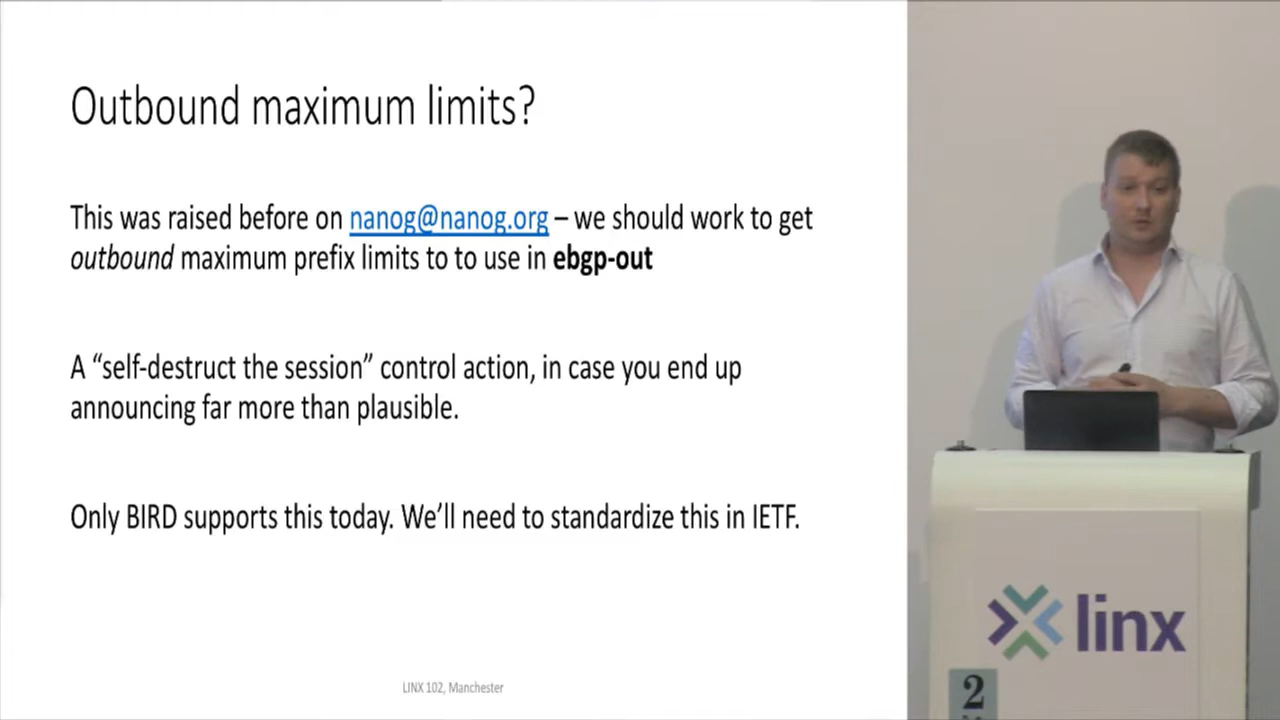 Outbound maximum limits?
This was raised before on nanog@nanog.org – we should work to get
outbound maximum prefix limits to to use in ebgp-out
A “self-destruct the session” control action, in case you end up
announcing far more than plausible.
Only BIRD supports this today. We’ll need to standardize this in IETF.
LINX 102, Manchester
linx
2